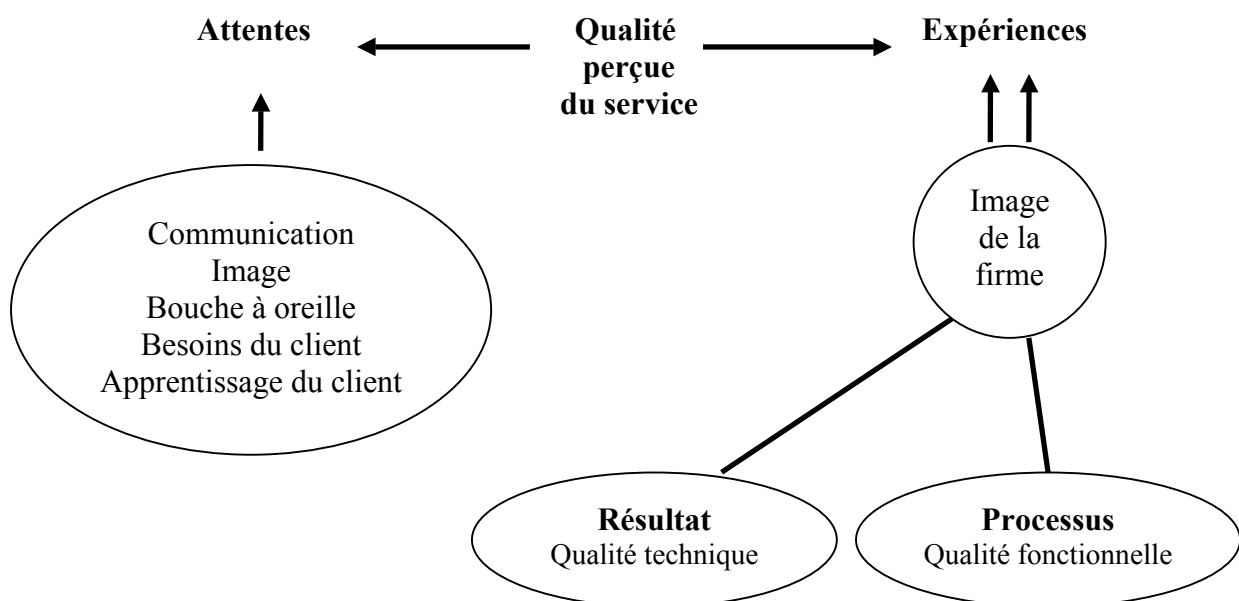 Attentes
Qualité
perçue
du service
Expériences
Communication
Image
Bouche à oreille
Besoins du client
Apprentissage du client
Image
de la
firme
Résultat
Qualité technique
Processus
Qualité fonctionnelle